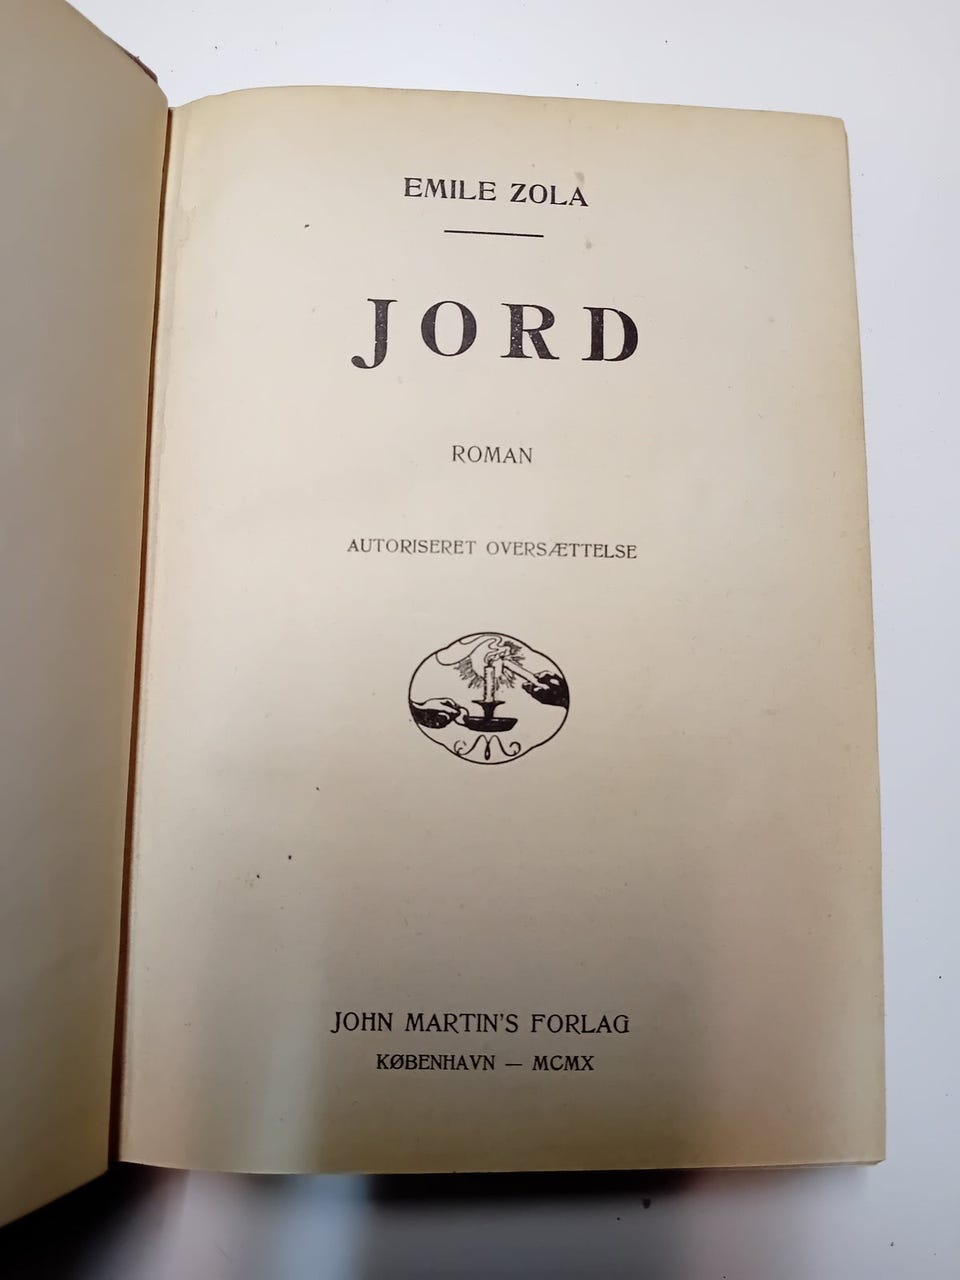 EMILE ZOLA
JORD
ROMAN
AUTORISERET OVERSÆTTELSE
JOHN MARTIN'S FORLAG
KØBENHAVN — MCMX